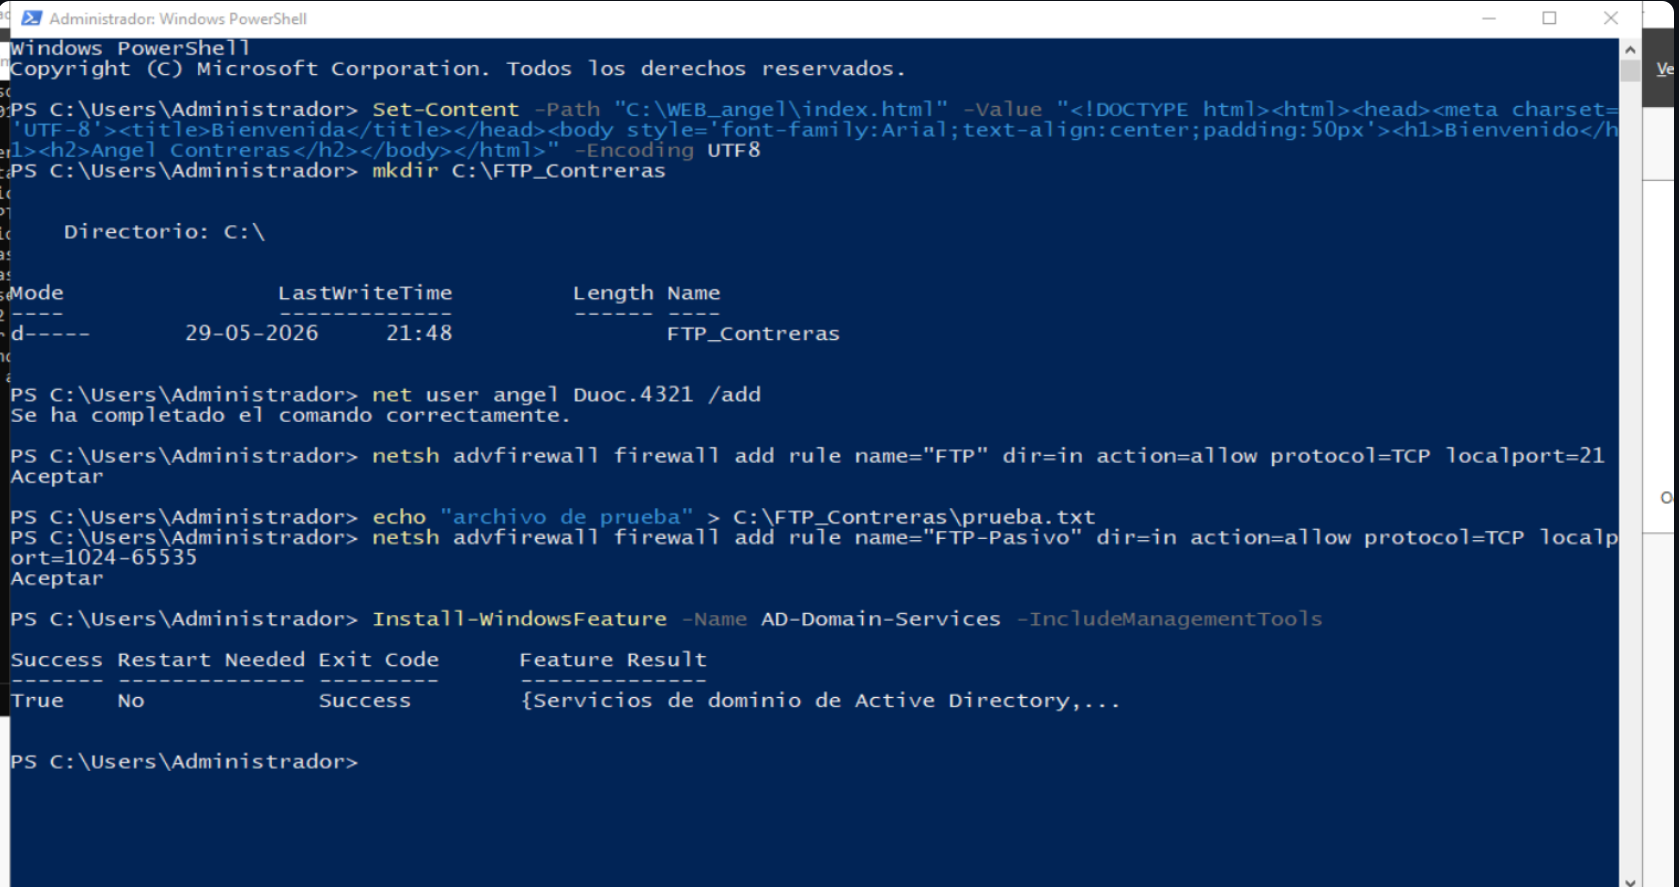 Administrador: Windows PowerShell
Windows PowerShell
Copyright (C) Microsoft Corporation. Todos los derechos reservados.
PS C:\Users\Administrador> Set-Content -Path "C:\WEB_angel\index.html" -Value "<!DOCTYPE html><html><head><meta charset=
'UTF-8'><title>Bienvenida</title></head><body style='font-family:Arial;text-align:center;padding:50px'><h1>Bienvenido</h
1><h2>Angel Contreras</h2></body></html>" -Encoding UTF8
PS C:\Users\Administrador> mkdir C:\FTP_Contreras
Directorio: C:\
Mode LastWriteTime Length Name
---- ------------- ------ ----
d----- 29-05-2026 21:48 FTP_Contreras
PS C:\Users\Administrador> net user angel Duoc.4321 /add
Se ha completado el comando correctamente.
PS C:\Users\Administrador> netsh advfirewall firewall add rule name="FTP" dir=in action=allow protocol=TCP localport=21
Aceptar
PS C:\Users\Administrador> echo "archivo de prueba" > C:\FTP_Contreras\prueba.txt
PS C:\Users\Administrador> netsh advfirewall firewall add rule name="FTP-Pasivo" dir=in action=allow protocol=TCP localp
ort=1024-65535
Aceptar
PS C:\Users\Administrador> Install-WindowsFeature -Name AD-Domain-Services -IncludeManagementTools
Success Restart Needed Exit Code Feature Result
------- -------------- --------- --------------
True No Success {Servicios de dominio de Active Directory,...
PS C:\Users\Administrador>